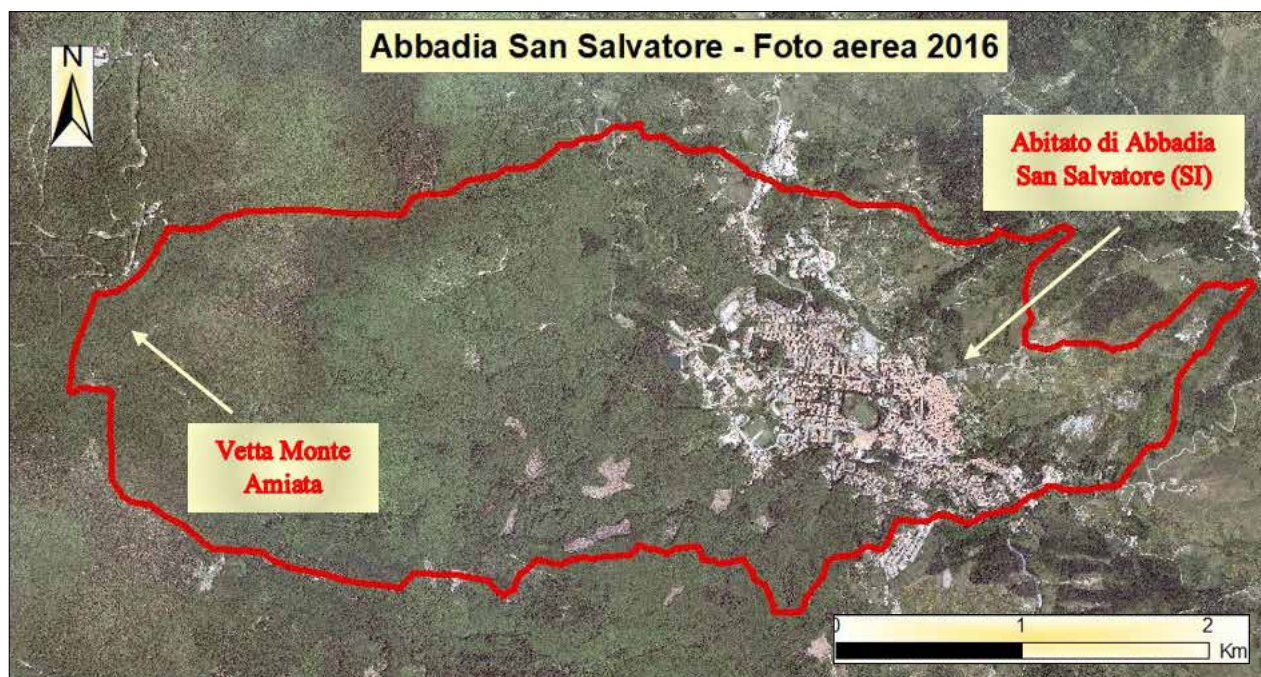 Abbadia San Salvatore - Foto aerea 2016
N
Abitato di Abbadia
San Salvatore (SI)
Vetta Monte
Amiata
0 1 2
Km